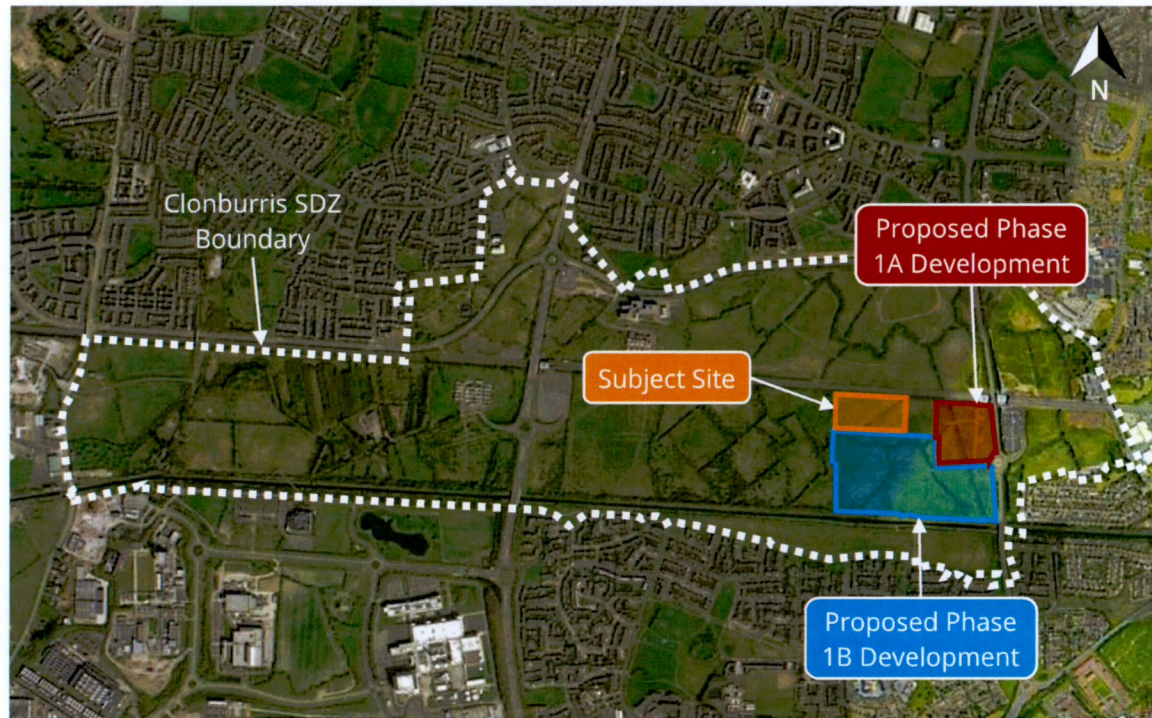 N
Clonburris SDZ
Boundary
Proposed Phase
1A Development
Subject Site
Proposed Phase
1B Development